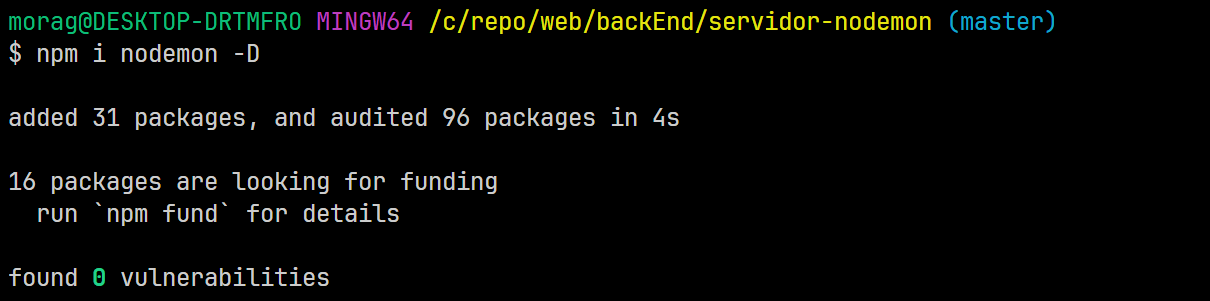 morag@DESKTOP-DRTMFRO MINGW64 /c/repo/web/backEnd/servidor-nodemon (master)
$ npm i nodemon -D
added 31 packages, and audited 96 packages in 4s
16 packages are looking for funding
  run `npm fund` for details
found 0 vulnerabilities